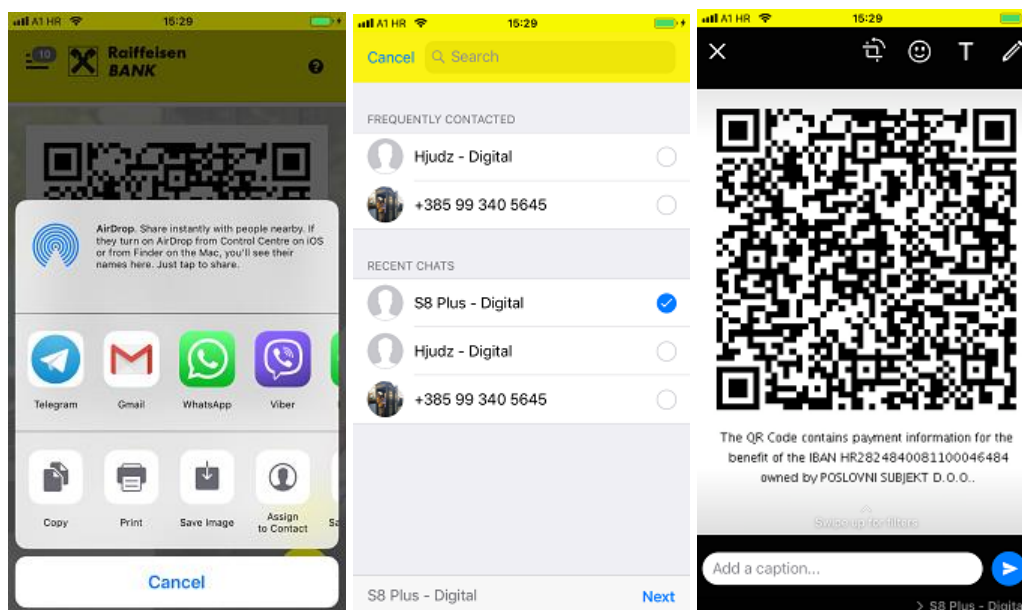 A1 HR 15:29
10
Raiffeisen
BANK
?
AirDrop. Share instantly with people nearby. If
they turn on AirDrop from Control Centre on iOS
or from Finder on the Mac, you'll see their
names here. Just tap to share.
Telegram Gmail WhatsApp Viber
Copy Print Save Image Assign
to Contact Sa
Cancel
A1 HR 15:29
Cancel Search
FREQUENTLY CONTACTED
Hjudz - Digital
+385 99 340 5645
RECENT CHATS
S8 Plus - Digital
Hjudz - Digital
+385 99 340 5645
S8 Plus - Digital Next
A1 HR 15:29
T
The QR Code contains payment information for the
benefit of the IBAN HR2824840081100046484
owned by POSLOVNI SUBJEKT D.O.O..
Swipe up for filters
Add a caption...
> S8 Plus - Digital